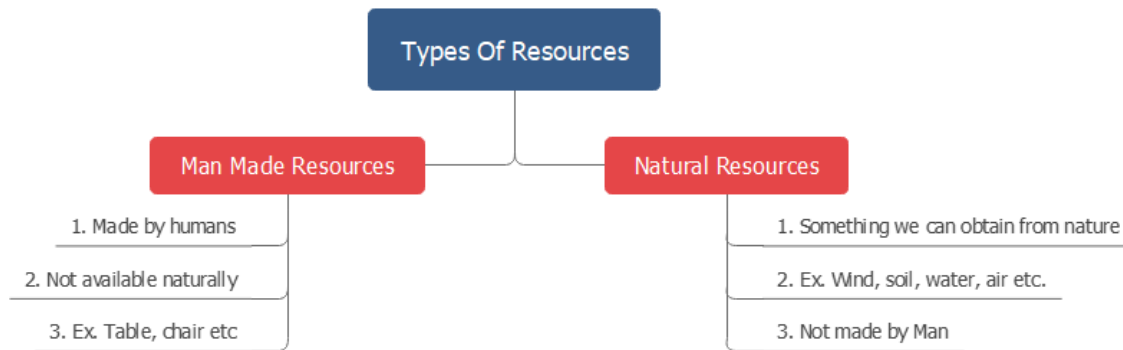 Types Of Resources
Man Made Resources
1. Made by humans
2. Not available naturally
3. Ex. Table, chair etc
Natural Resources
1. Something we can obtain from nature
2. Ex. Wind, soil, water, air etc.
3. Not made by Man